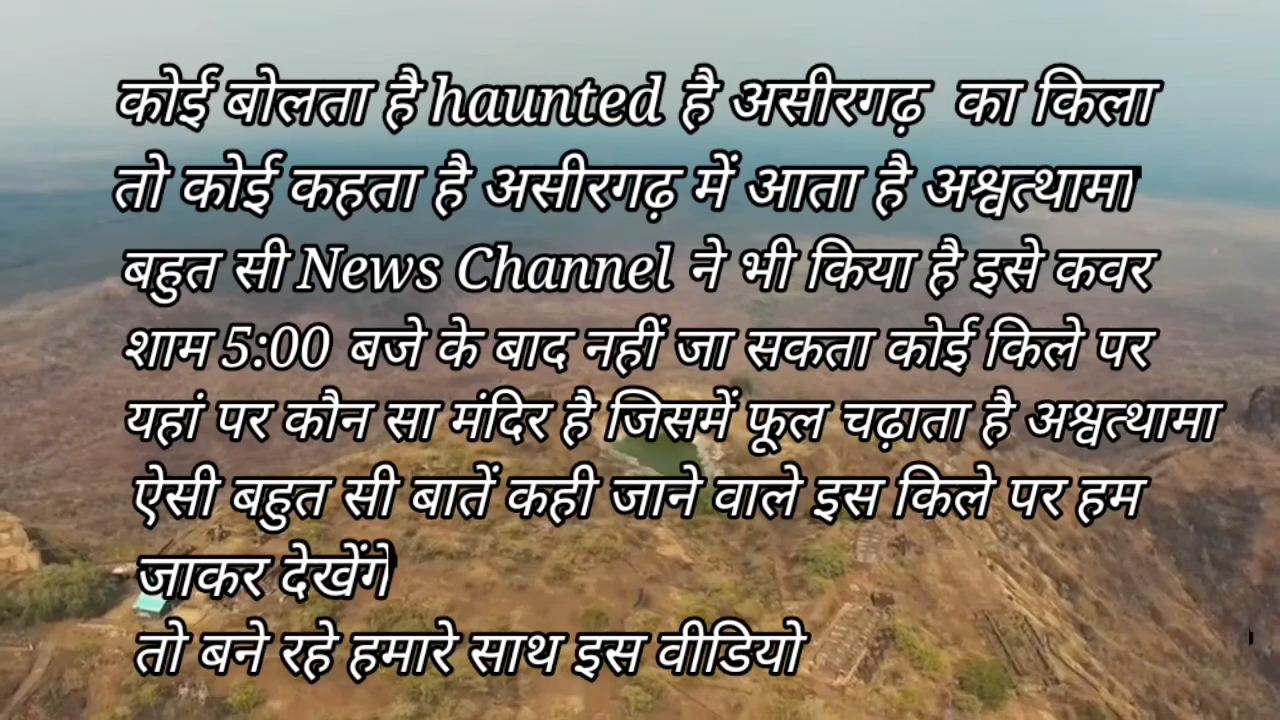 कोई बोलता है haunted है असीरगढ़ का किला
तो कोई कहता है असीरगढ़ में आता है अश्वत्थामा
बहुत सी News Channel ने भी किया है इसे कवर
शाम 5:00 बजे के बाद नहीं जा सकता कोई किले पर
यहां पर कौन सा मंदिर है जिसमें फूल चढ़ाता है अश्वत्थामा
ऐसी बहुत सी बातें कही जाने वाले इस किले पर हम
जाकर देखेंगे
तो बने रहे हमारे साथ इस वीडियो